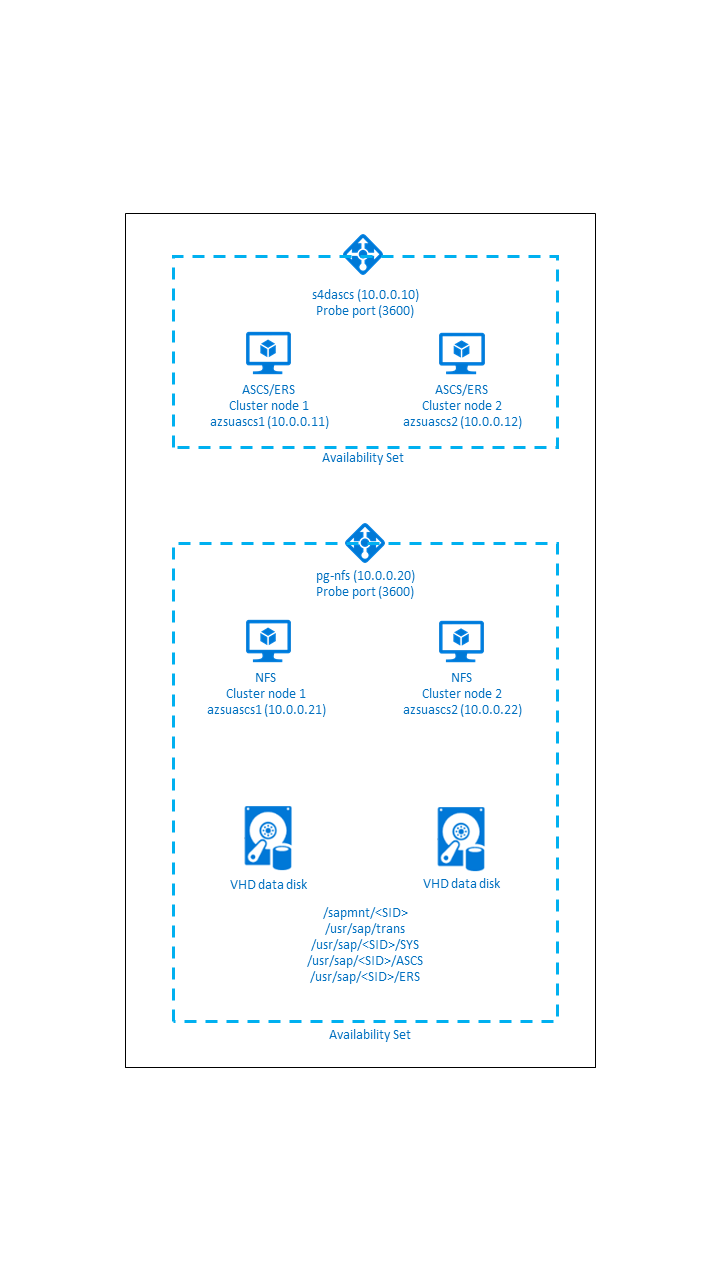 s4dascs (10.0.0.10)
Probe port (3600)
ASCS/ERS
Cluster node 1
azsuascs1 (10.0.0.11)
ASCS/ERS
Cluster node 2
azsuascs2 (10.0.0.12)
Availability Set
pg-nfs (10.0.0.20)
Probe port (3600)
NFS
Cluster node 1
azsuascs1 (10.0.0.21)
NFS
Cluster node 2
azsuascs2 (10.0.0.22)
VHD data disk
VHD data disk
/sapmnt/<SID>
/usr/sap/trans
/usr/sap/<SID>/SYS
/usr/sap/<SID>/ASCS
/usr/sap/<SID>/ERS
Availability Set